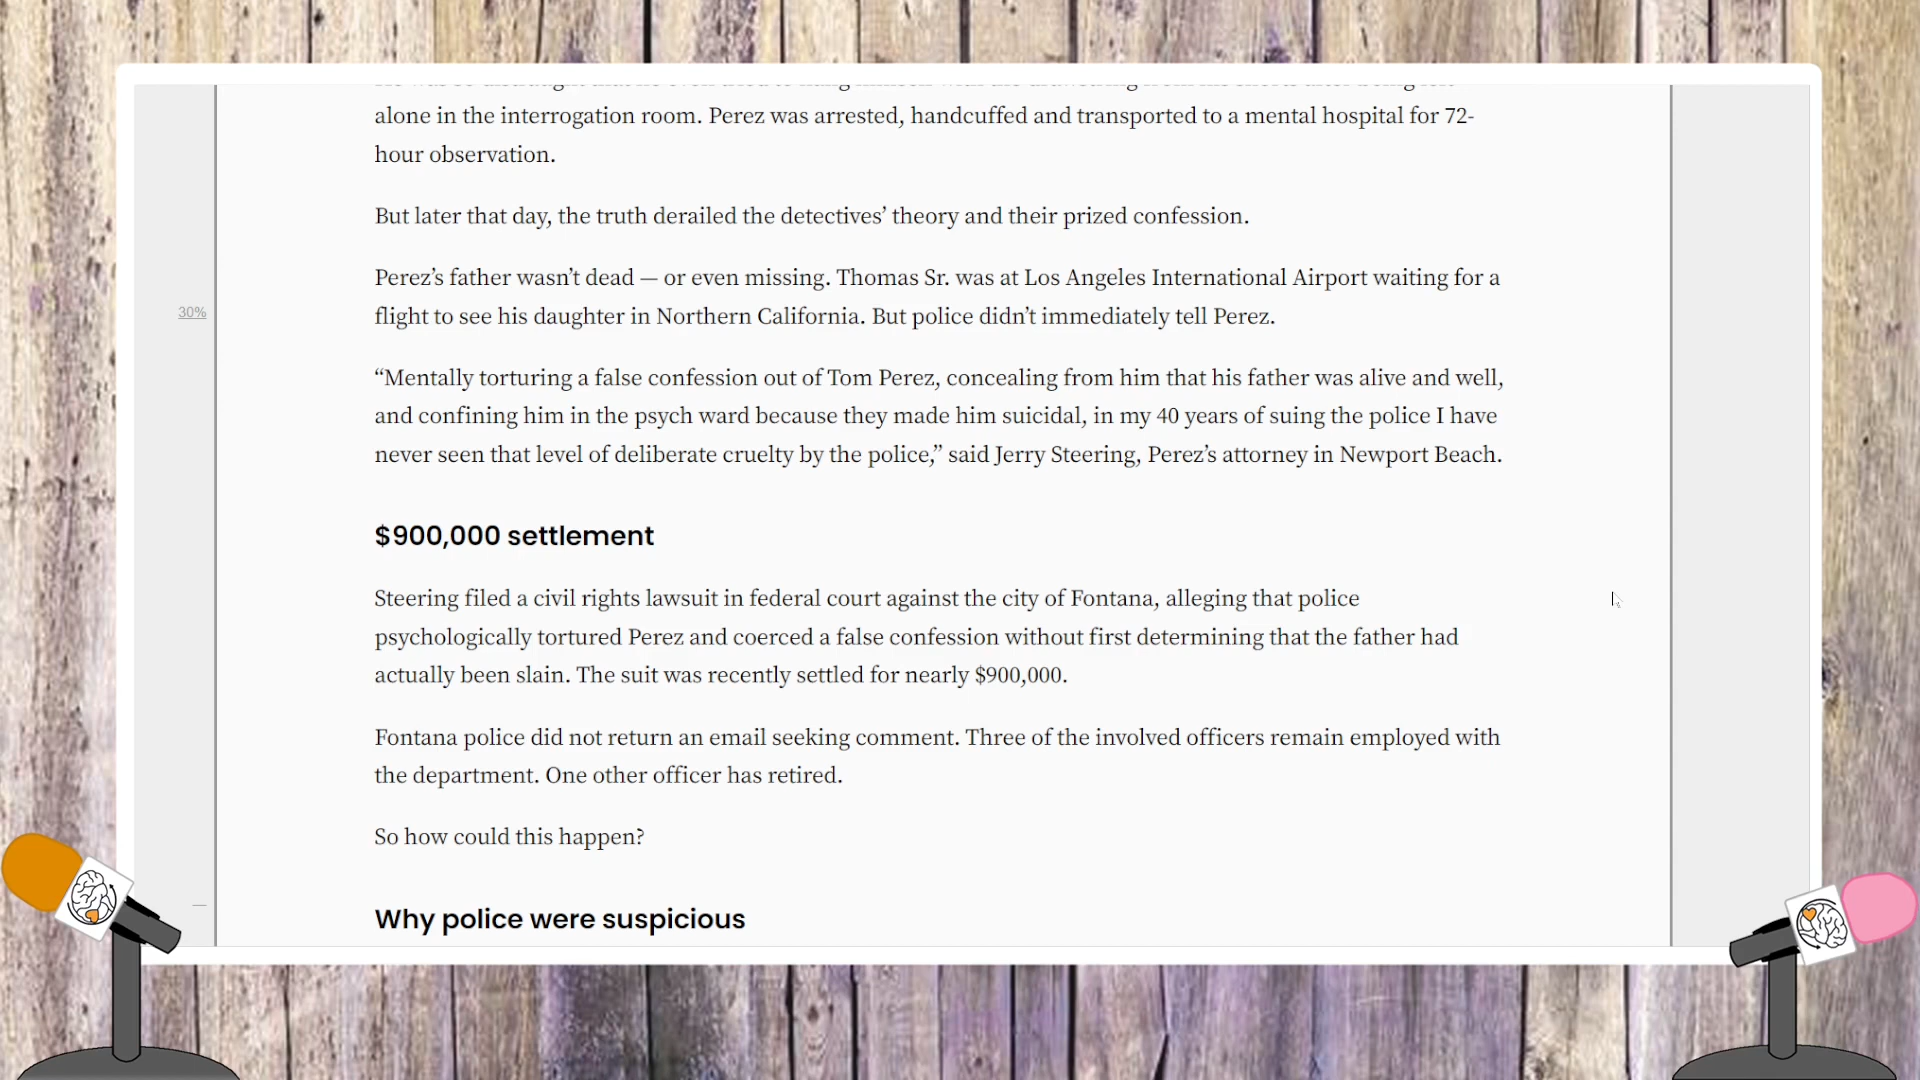 alone in the interrogation room. Perez was arrested, handcuffed and transported to a mental hospital for 72-
hour observation.
But later that day, the truth derailed the detectives’ theory and their prized confession.
Perez’s father wasn’t dead — or even missing. Thomas Sr. was at Los Angeles International Airport waiting for a
30%
flight to see his daughter in Northern California. But police didn’t immediately tell Perez.
“Mentally torturing a false confession out of Tom Perez, concealing from him that his father was alive and well,
and confining him in the psych ward because they made him suicidal, in my 40 years of suing the police I have
never seen that level of deliberate cruelty by the police,” said Jerry Steering, Perez’s attorney in Newport Beach.
$900,000 settlement
Steering filed a civil rights lawsuit in federal court against the city of Fontana, alleging that police
psychologically tortured Perez and coerced a false confession without first determining that the father had
actually been slain. The suit was recently settled for nearly $900,000.
Fontana police did not return an email seeking comment. Three of the involved officers remain employed with
the department. One other officer has retired.
So how could this happen?
Why police were suspicious